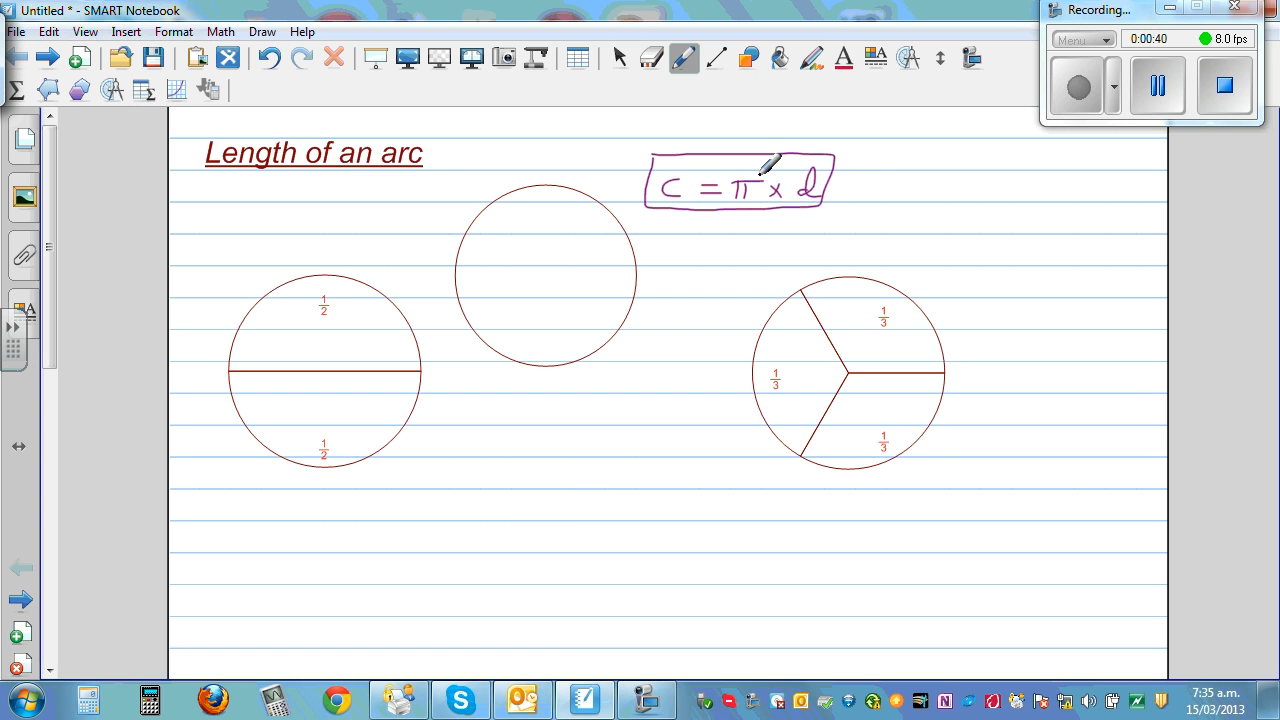 Untitled * - SMART Notebook
Recording...
File Edit View Insert Format Math Draw Help
Menu 0:00:40 8.0 fps
Length of an arc
C = π × d
1/2
1/3
1/3
1/3
1/2
7:35 a.m.
15/03/2013